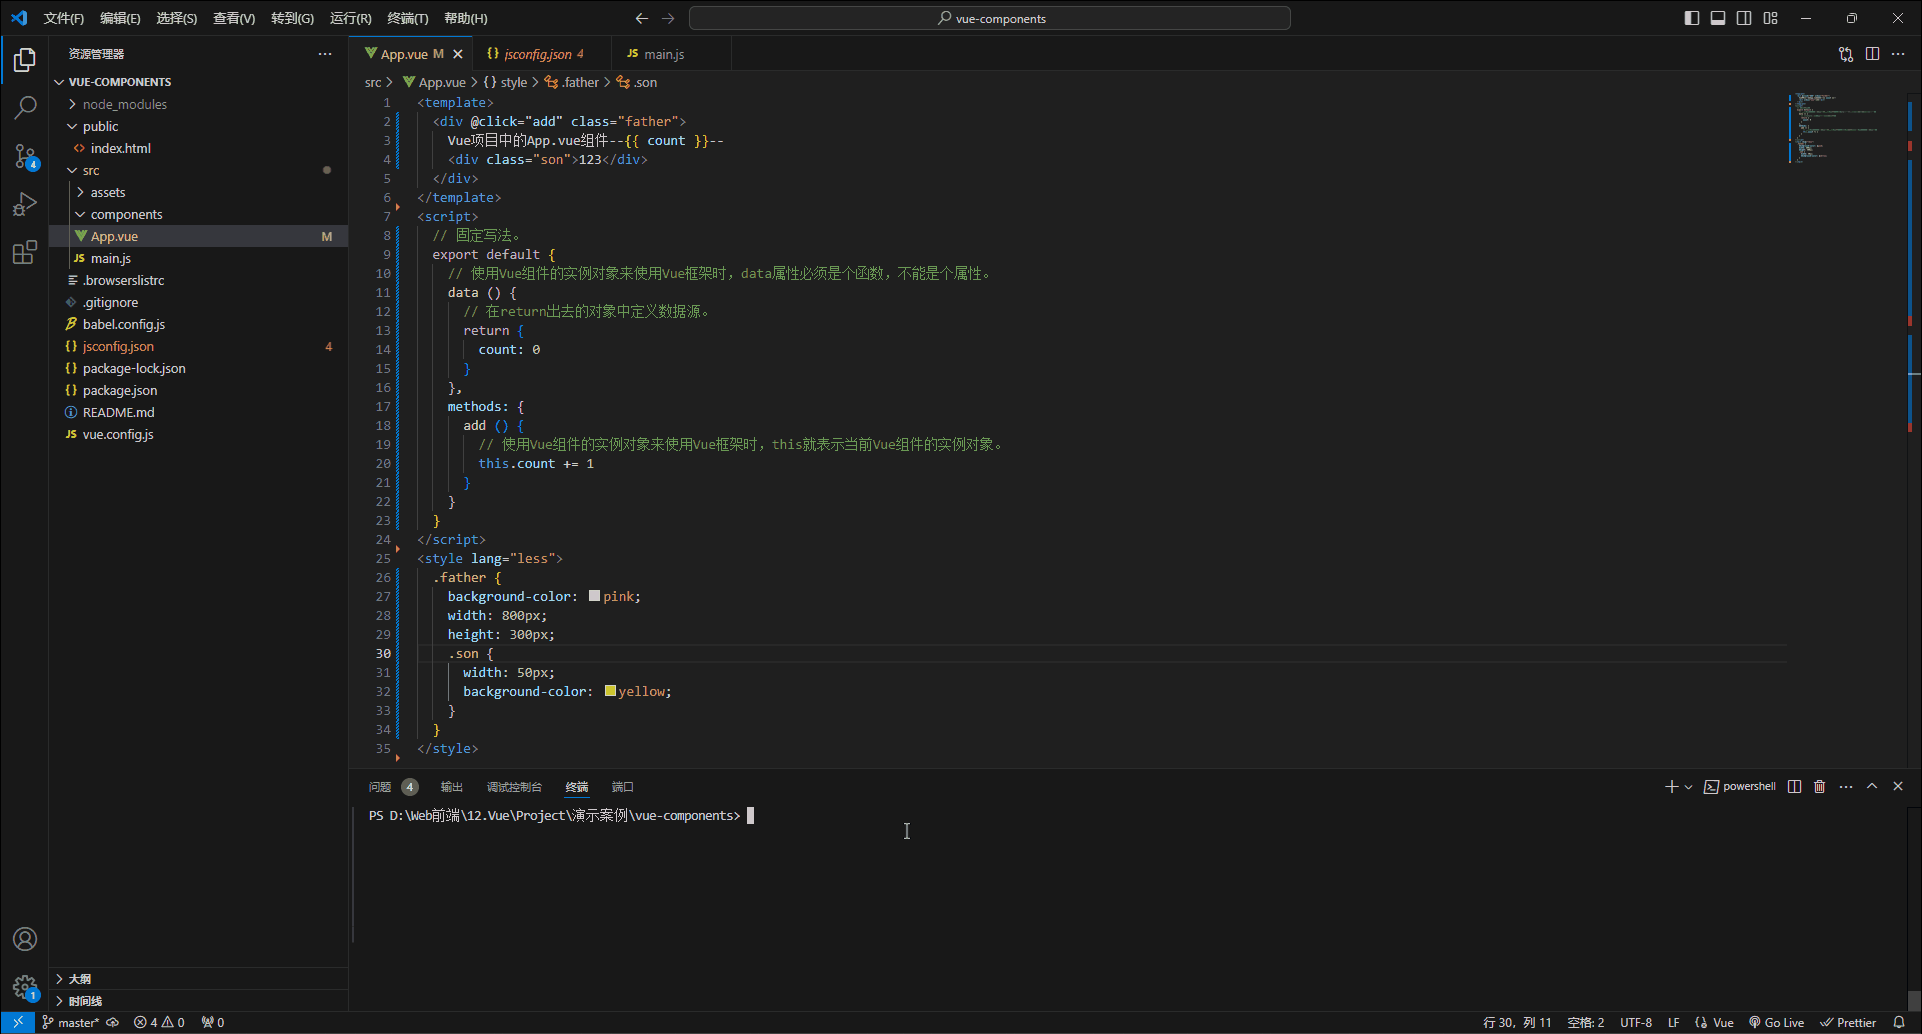 文件(F) 编辑(E) 选择(S) 查看(V) 转到(G) 运行(R) 终端(T) 帮助(H) vue-components
资源管理器
VUE-COMPONENTS
node_modules
public
index.html
src
assets
components
App.vue M
main.js
.browserslistrc
.gitignore
babel.config.js
jsconfig.json 4
package-lock.json
package.json
README.md
vue.config.js
大纲
时间线
4
1
App.vue M jsconfig.json 4 main.js
src > App.vue > {} style > .father > .son
1 <template>
2 <div @click="add" class="father">
3 Vue项目中的App.vue组件--{{ count }}--
4 <div class="son">123</div>
5 </div>
6 </template>
7 <script>
8 // 固定写法。
9 export default {
10 // 使用Vue组件的实例对象来使用Vue框架时，data属性必须是个函数，不能是个属性。
11 data () {
12 // 在return出去的对象中定义数据源。
13 return {
14 count: 0
15 }
16 },
17 methods: {
18 add () {
19 // 使用Vue组件的实例对象来使用Vue框架时，this就表示当前Vue组件的实例对象。
20 this.count += 1
21 }
22 }
23 }
24 </script>
25 <style lang="less">
26 .father {
27 background-color: pink;
28 width: 800px;
29 height: 300px;
30 .son {
31 width: 50px;
32 background-color: yellow;
33 }
34 }
35 </style>
问题 4 输出 调试控制台 终端 端口 powershell
PS D:\Web前端\12.Vue\Project\演示案例\vue-components>
master* 4 0 0 行 30，列 11 空格: 2 UTF-8 LF {} Vue Go Live Prettier